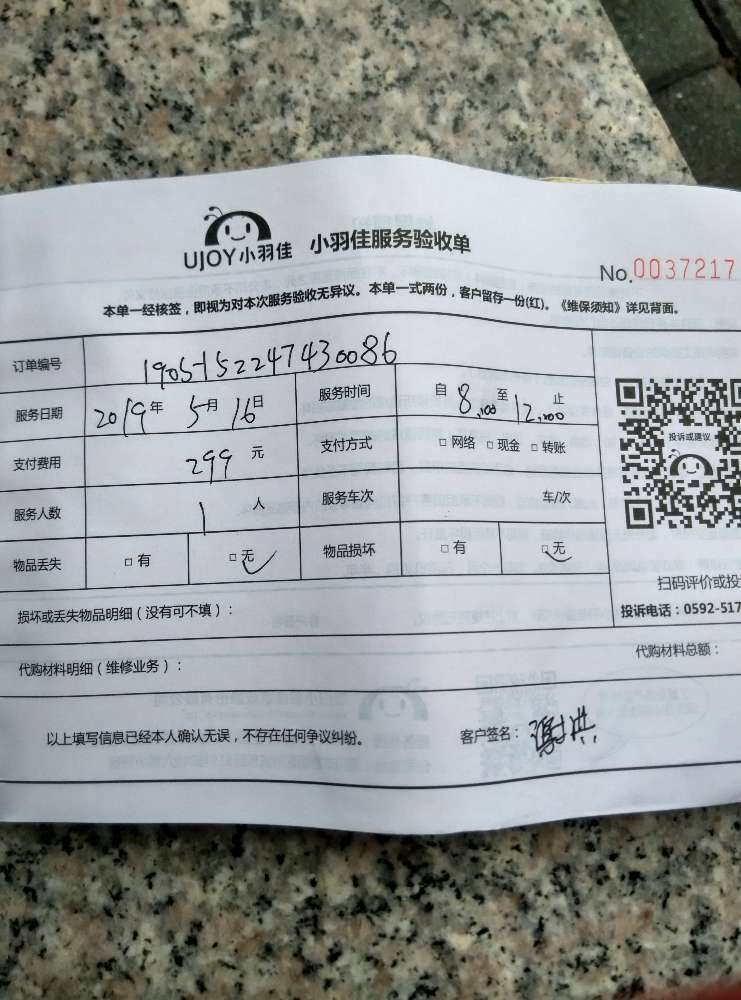 UJOY小羽佳 小羽佳服务验收单
No.0037217
本单一经核签，即视为对本次服务验收无异议。本单一式两份，客户留存一份(红)。《维保须知》详见背面。
订单编号 190515224743 0086
服务日期 2019年 5月 16日 服务时间 自 8:00 至 12:00 止
投诉或建议
支付费用 299 元 支付方式 □ 网络 □ 现金 □ 转账
服务人数 1 人 服务车次 车/次
物品丢失 □ 有 □ 无 ✓ 物品损坏 □ 有 □ 无 ✓
扫码评价或投
损坏或丢失物品明细（没有可不填）：
投诉电话：0592-517
代购材料明细（维修业务）：
代购材料总额：
以上填写信息已经本人确认无误，不存在任何争议纠纷。 客户签名：